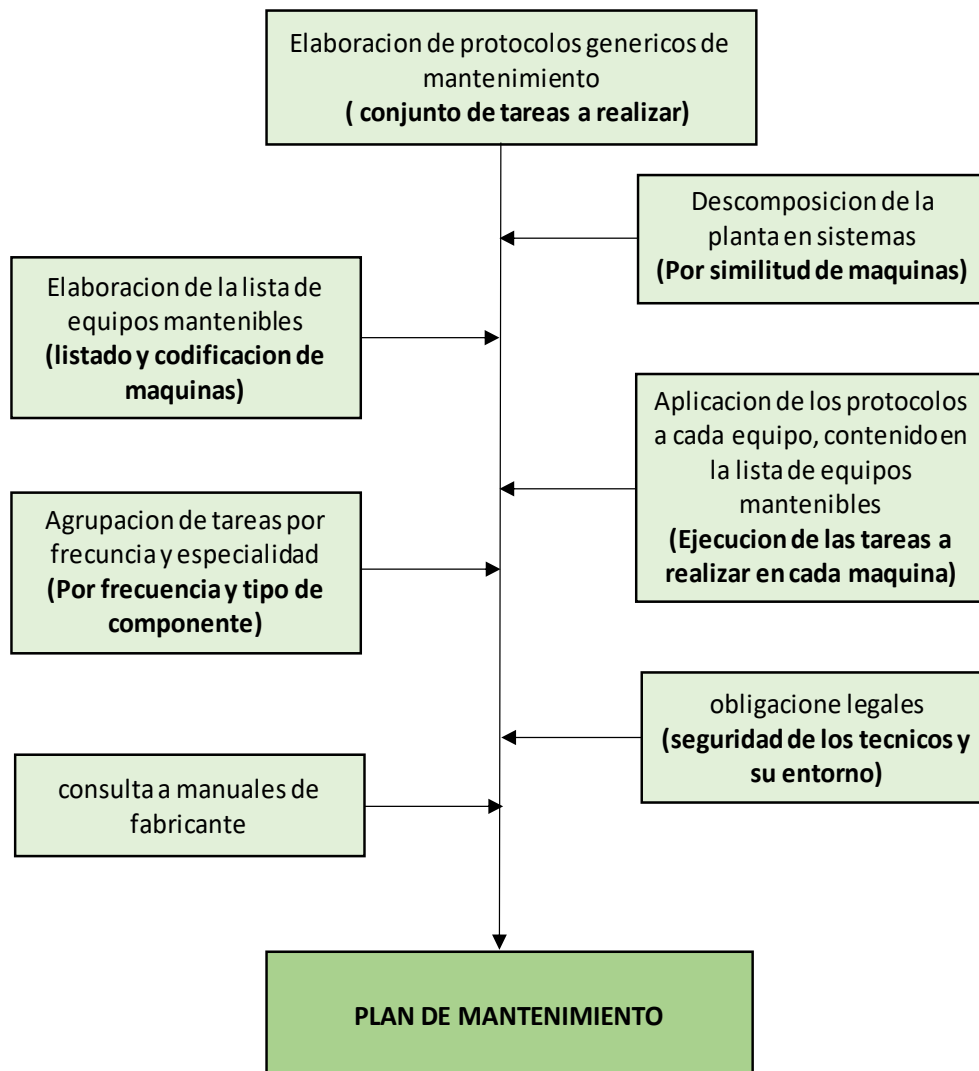 Elaboracion de protocolos genericos de
mantenimiento
( conjunto de tareas a realizar)
Descomposicion de la
planta en sistemas
(Por similitud de maquinas)
Elaboracion de la lista de
equipos mantenibles
(listado y codificacion de
maquinas)
Aplicacion de los protocolos
a cada equipo, contenido en
la lista de equipos
mantenibles
(Ejecucion de las tareas a
realizar en cada maquina)
Agrupacion de tareas por
frecuncia y especialidad
(Por frecuencia y tipo de
componente)
obligacione legales
(seguridad de los tecnicos y
su entorno)
consulta a manuales de
fabricante
PLAN DE MANTENIMIENTO